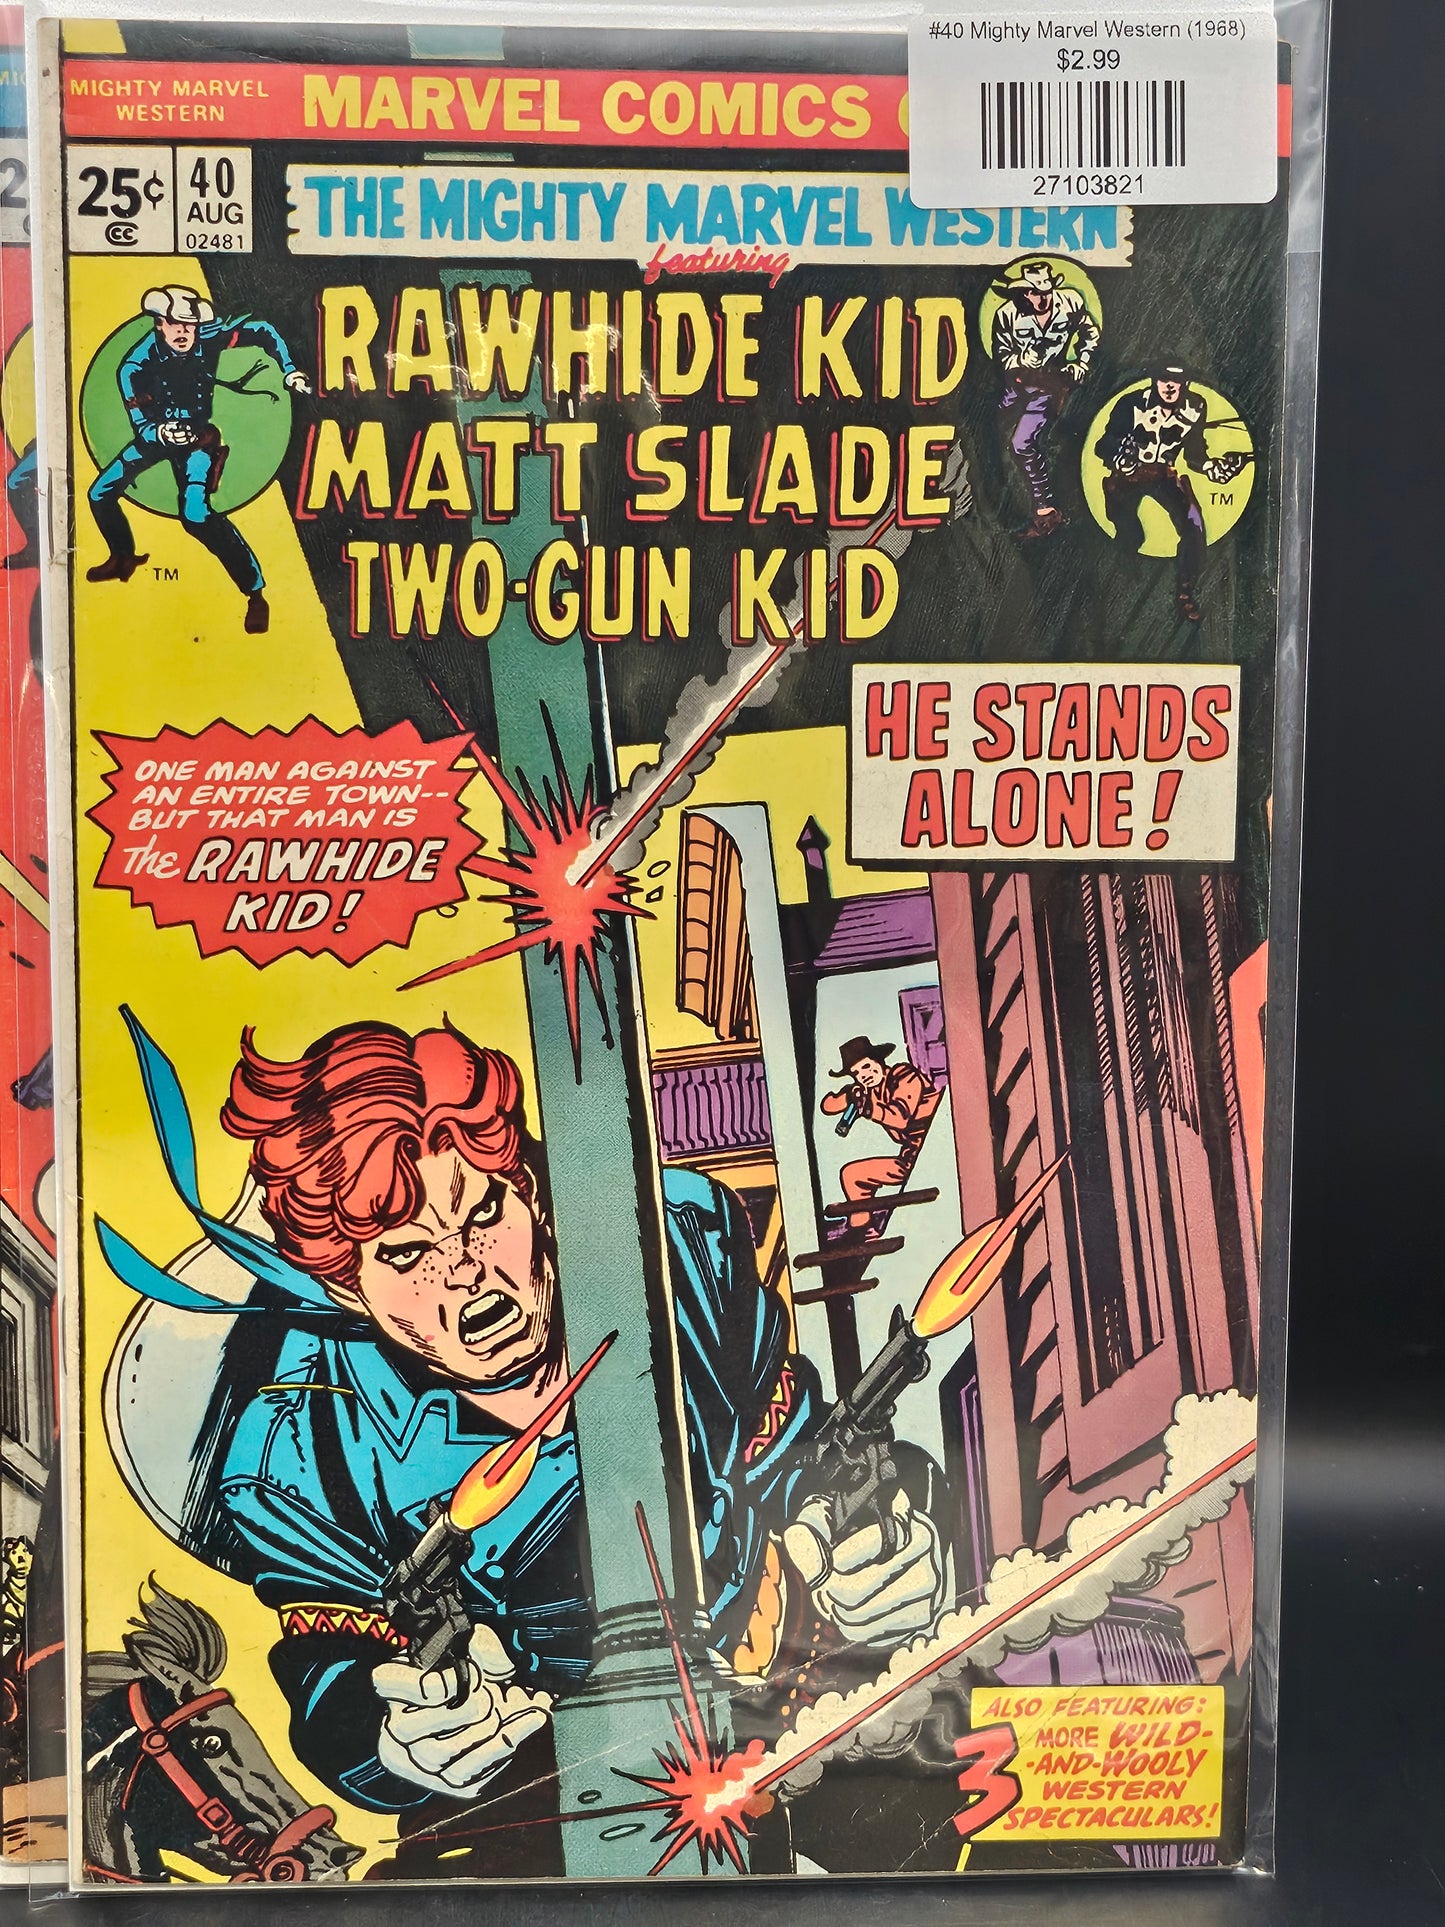 #40 Mighty Marvel Western (1968)
$2.99
27103821
MIGHTY MARVEL
WESTERN
MARVEL COMICS
25¢
CC
40
AUG
02481
THE MIGHTY MARVEL WESTERN
featuring
RAWHIDE KID
MATT SLADE
TWO-GUN KID
TM
TM
HE STANDS
ALONE!
ONE MAN AGAINST
AN ENTIRE TOWN--
BUT THAT MAN IS
The RAWHIDE
KID!
ALSO FEATURING:
3 MORE WILD-
-AND-WOOLY
WESTERN
SPECTACULARS!